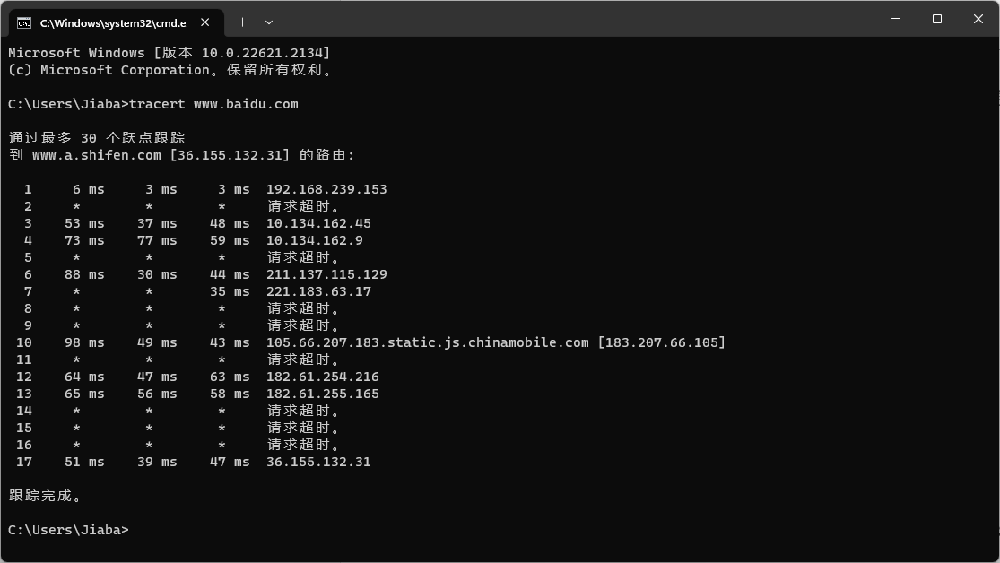 C:\Windows\system32\cmd.e
Microsoft Windows [版本 10.0.22621.2134]
(c) Microsoft Corporation。保留所有权利。
C:\Users\Jiaba>tracert www.baidu.com
通过最多 30 个跃点跟踪
到 www.a.shifen.com [36.155.132.31] 的路由:
1 6 ms 3 ms 3 ms 192.168.239.153
2 * * * 请求超时。
3 53 ms 37 ms 48 ms 10.134.162.45
4 73 ms 77 ms 59 ms 10.134.162.9
5 * * * 请求超时。
6 88 ms 30 ms 44 ms 211.137.115.129
7 * * 35 ms 221.183.63.17
8 * * * 请求超时。
9 * * * 请求超时。
10 98 ms 49 ms 43 ms 105.66.207.183.static.js.chinamobile.com [183.207.66.105]
11 * * * 请求超时。
12 64 ms 47 ms 63 ms 182.61.254.216
13 65 ms 56 ms 58 ms 182.61.255.165
14 * * * 请求超时。
15 * * * 请求超时。
16 * * * 请求超时。
17 51 ms 39 ms 47 ms 36.155.132.31
跟踪完成。
C:\Users\Jiaba>